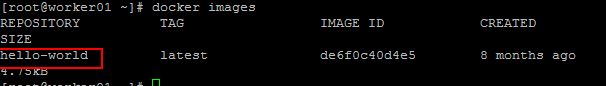 [root@worker01 ~]# docker images
REPOSITORY TAG IMAGE ID CREATED
SIZE
hello-world latest de6f0c40d4e5 8 months ago
4.75kB
[root@worker01 ~]#